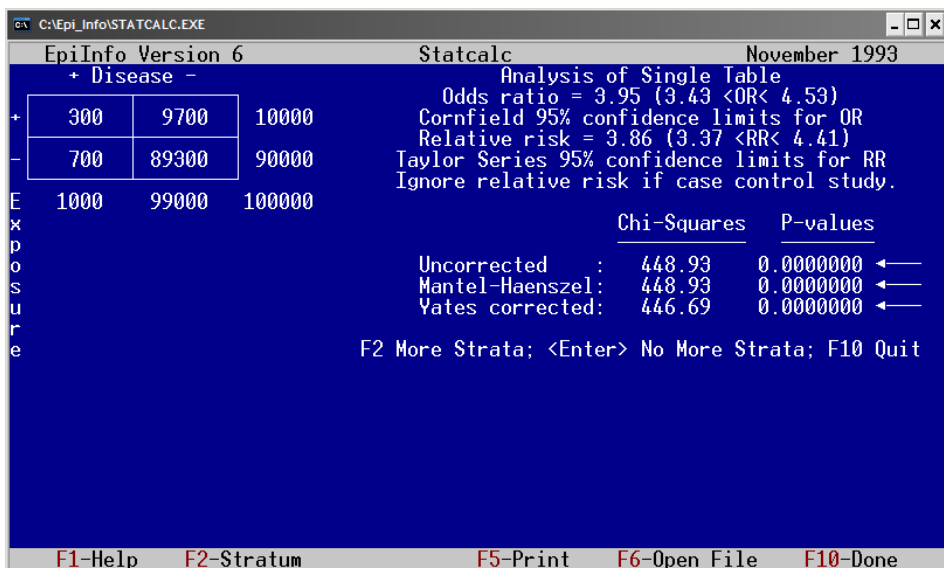 C:\Epi_Info\STATCALC.EXE
EpiInfo Version 6 Statcalc November 1993
+ Disease - Analysis of Single Table
Odds ratio = 3.95 (3.43 <OR< 4.53)
+ 300 9700 10000 Cornfield 95% confidence limits for OR
Relative risk = 3.86 (3.37 <RR< 4.41)
- 700 89300 90000 Taylor Series 95% confidence limits for RR
Ignore relative risk if case control study.
1000 99000 100000
Exposure
Chi-Squares P-values
Uncorrected : 448.93 0.0000000 ◄──
Mantel-Haenszel: 448.93 0.0000000 ◄──
Yates corrected: 446.69 0.0000000 ◄──
F2 More Strata; <Enter> No More Strata; F10 Quit
F1-Help F2-Stratum F5-Print F6-Open File F10-Done